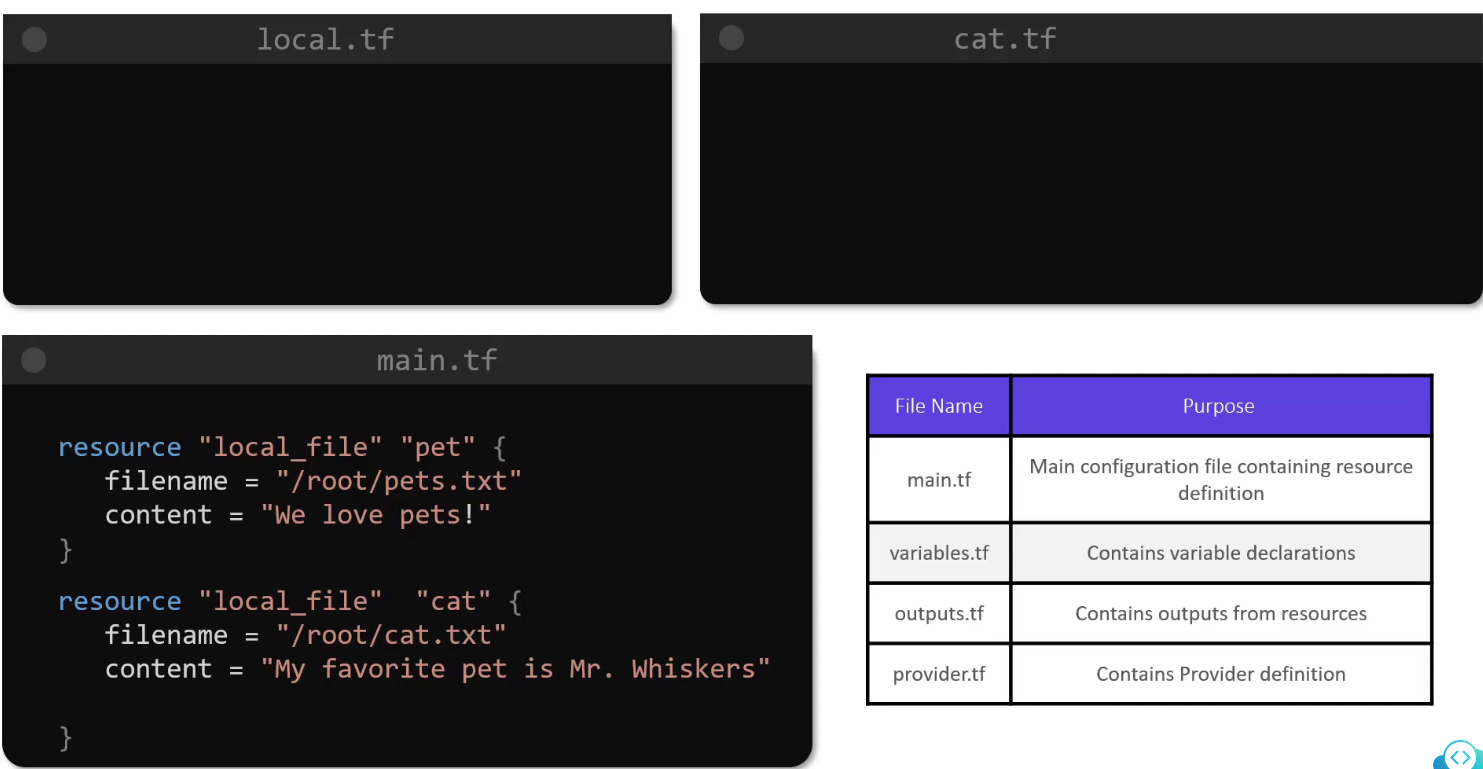 local.tf
cat.tf
main.tf
resource "local_file" "pet" {
filename = "/root/pets.txt"
content = "We love pets!"
}
resource "local_file"  "cat" {
filename = "/root/cat.txt"
content = "My favorite pet is Mr. Whiskers"
}
File Name
Purpose
main.tf
Main configuration file containing resource
definition
variables.tf
Contains variable declarations
outputs.tf
Contains outputs from resources
provider.tf
Contains Provider definition